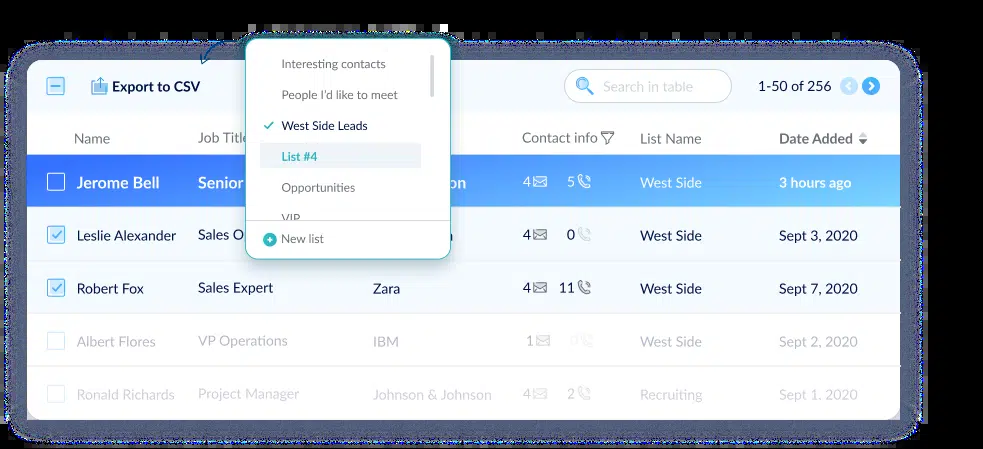 Export to CSV
Search in table
1-50 of 256
Interesting contacts
People I'd like to meet
West Side Leads
List #4
Opportunities
VIP
New list
Name Job Title Contact info List Name Date Added
Jerome Bell Senior 4 5 West Side 3 hours ago
Leslie Alexander Sales 4 0 West Side Sept 3, 2020
Robert Fox Sales Expert Zara 4 11 West Side Sept 7, 2020
Albert Flores VP Operations IBM 1 0 West Side Sept 2, 2020
Ronald Richards Project Manager Johnson & Johnson 4 2 Recruiting Sept 1, 2020